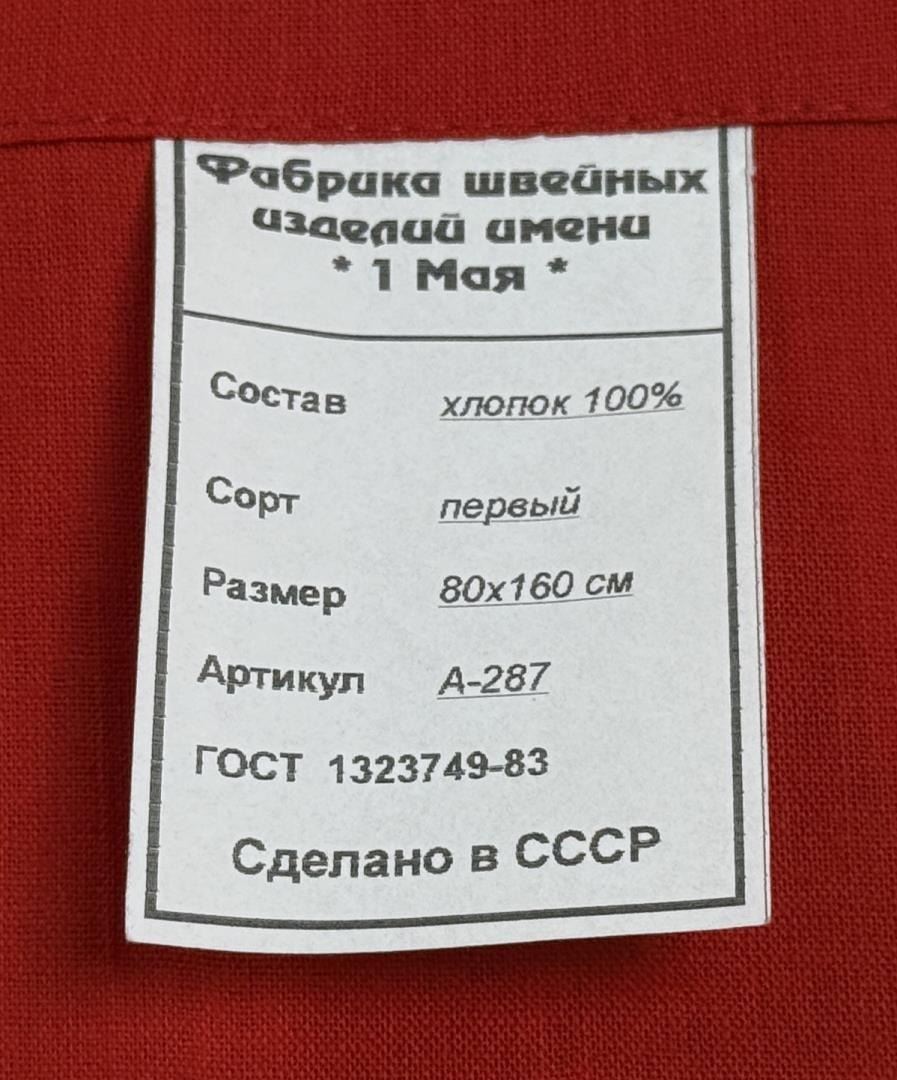 Фабрика швейных
изделий имени
* 1 Мая *
Состав хлопок 100%
Сорт первый
Размер 80х160 см
Артикул А-287
ГОСТ 1323749-83
Сделано в СССР